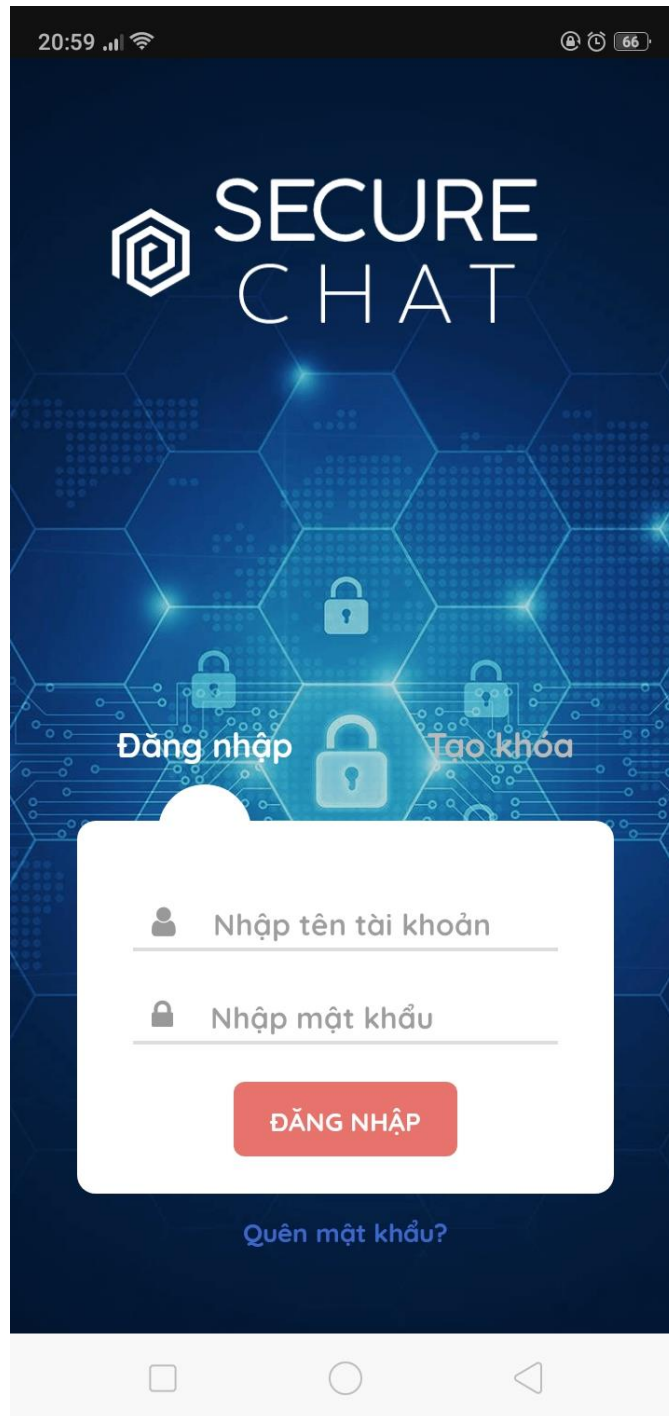 20:59
66
SECURE
CHAT
Đăng nhập
Tạo khóa
Nhập tên tài khoản
Nhập mật khẩu
ĐĂNG NHẬP
Quên mật khẩu?